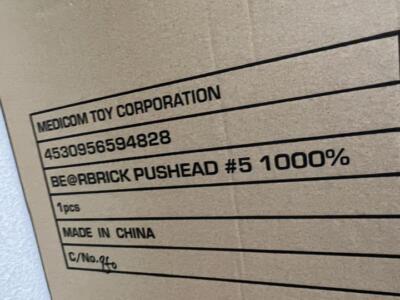 MEDICOM TOY CORPORATION
4530956594828
BE@RBRICK PUSHEAD #5 1000%
1pcs
MADE IN CHINA
C/No.